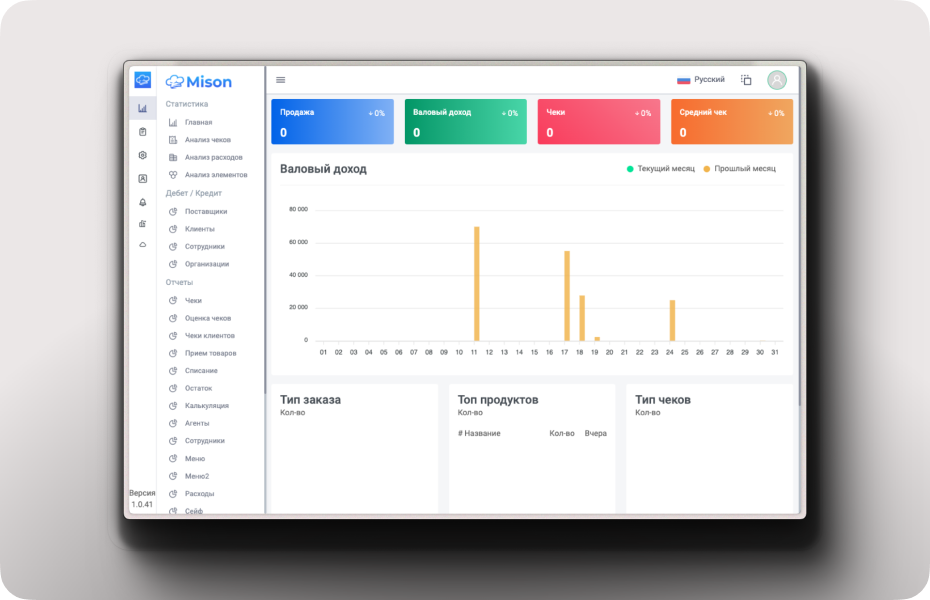 Mison
Русский
Статистика
Главная
Анализ чеков
Анализ расходов
Анализ элементов
Дебет / Кредит
Поставщики
Клиенты
Сотрудники
Организации
Отчеты
Чеки
Оценка чеков
Чеки клиентов
Прием товаров
Списание
Остаток
Калькуляция
Агенты
Сотрудники
Меню
Меню2
Расходы
Сейф
Версия
1.0.41
Продажа + 0%
0
Валовый доход + 0%
0
Чеки + 0%
0
Средний чек + 0%
0
Валовый доход
Текущий месяц Прошлый месяц
80 000
60 000
40 000
20 000
0
01 02 03 04 05 06 07 08 09 10 11 12 13 14 15 16 17 18 19 20 21 22 23 24 25 26 27 28 29 30 31
Тип заказа
Кол-во
Топ продуктов
Кол-во
# Название Кол-во Вчера
Тип чеков
Кол-во